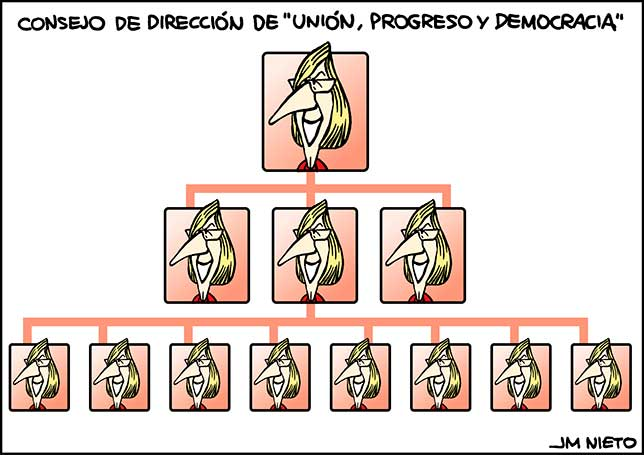 CONSEJO DE DIRECCIÓN DE "UNIÓN, PROGRESO Y DEMOCRACIA"
JM NIETO